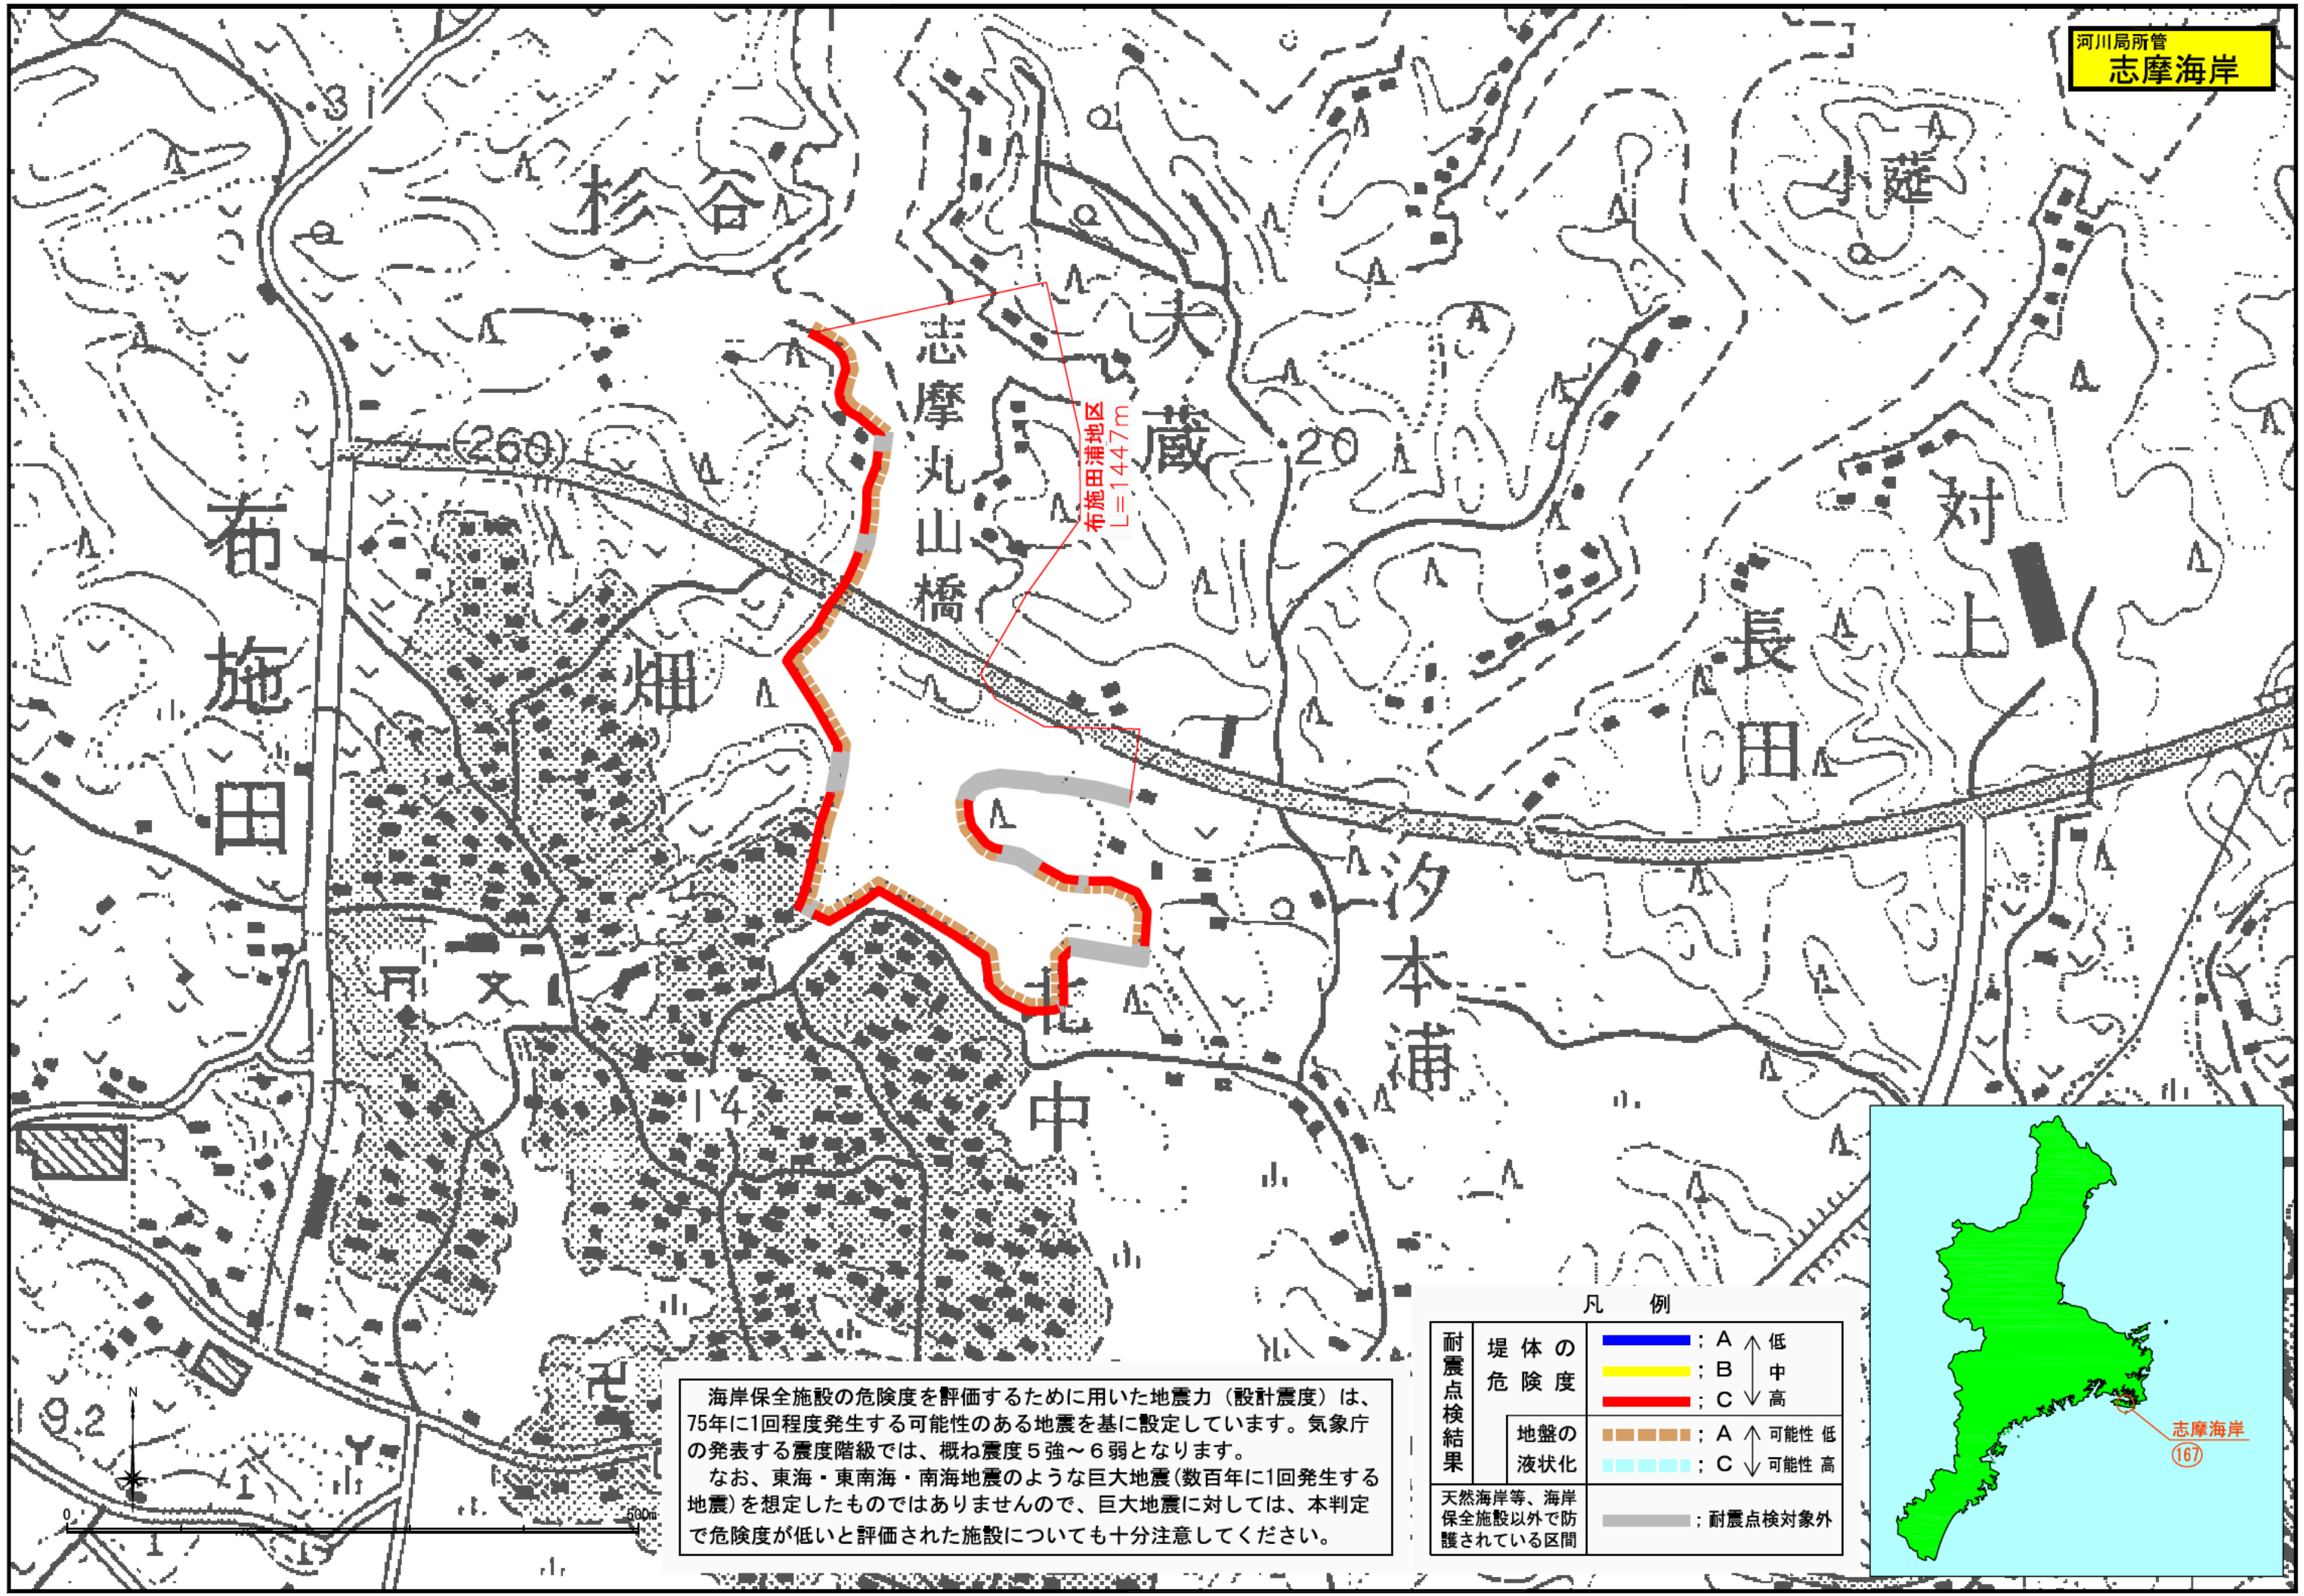 河川局所管
志摩海岸
31
杉谷
小莚
大蔵
志摩丸山橋
布施田浦地区
L=1447m
(260)
20
布施田
畑
対上
長田
汐本浦
北中
文
14
卍
19.2
N
0
500m
海岸保全施設の危険度を評価するために用いた地震力（設計震度）は、
75年に1回程度発生する可能性のある地震を基に設定しています。気象庁
の発表する震度階級では、概ね震度５強～６弱となります。
なお、東海・東南海・南海地震のような巨大地震(数百年に1回発生する
地震)を想定したものではありませんので、巨大地震に対しては、本判定
で危険度が低いと評価された施設についても十分注意してください。
凡 例
耐震点検結果
堤体の
危険度
；A 低
；B 中
；C 高
地盤の
液状化
；A 可能性 低
；C 可能性 高
天然海岸等、海岸
保全施設以外で防
護されている区間
；耐震点検対象外
志摩海岸
167